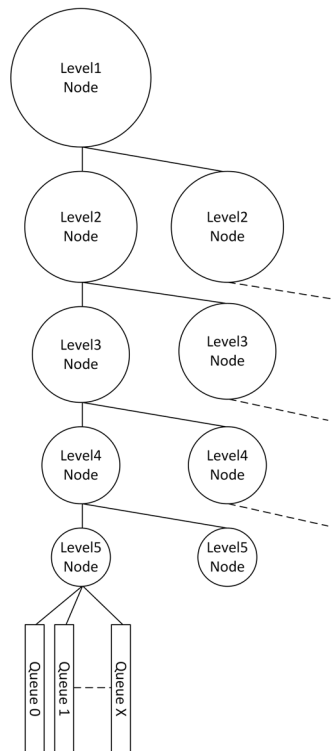 Level1
Node
Level2
Node
Level2
Node
Level3
Node
Level3
Node
Level4
Node
Level4
Node
Level5
Node
Level5
Node
Queue 0
Queue 1
Queue X